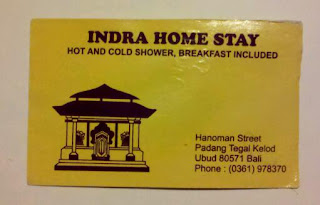 INDRA HOME STAY
HOT AND COLD SHOWER, BREAKFAST INCLUDED
Hanoman Street
Padang Tegal Kelod
Ubud 80571 Bali
Phone : (0361) 978370